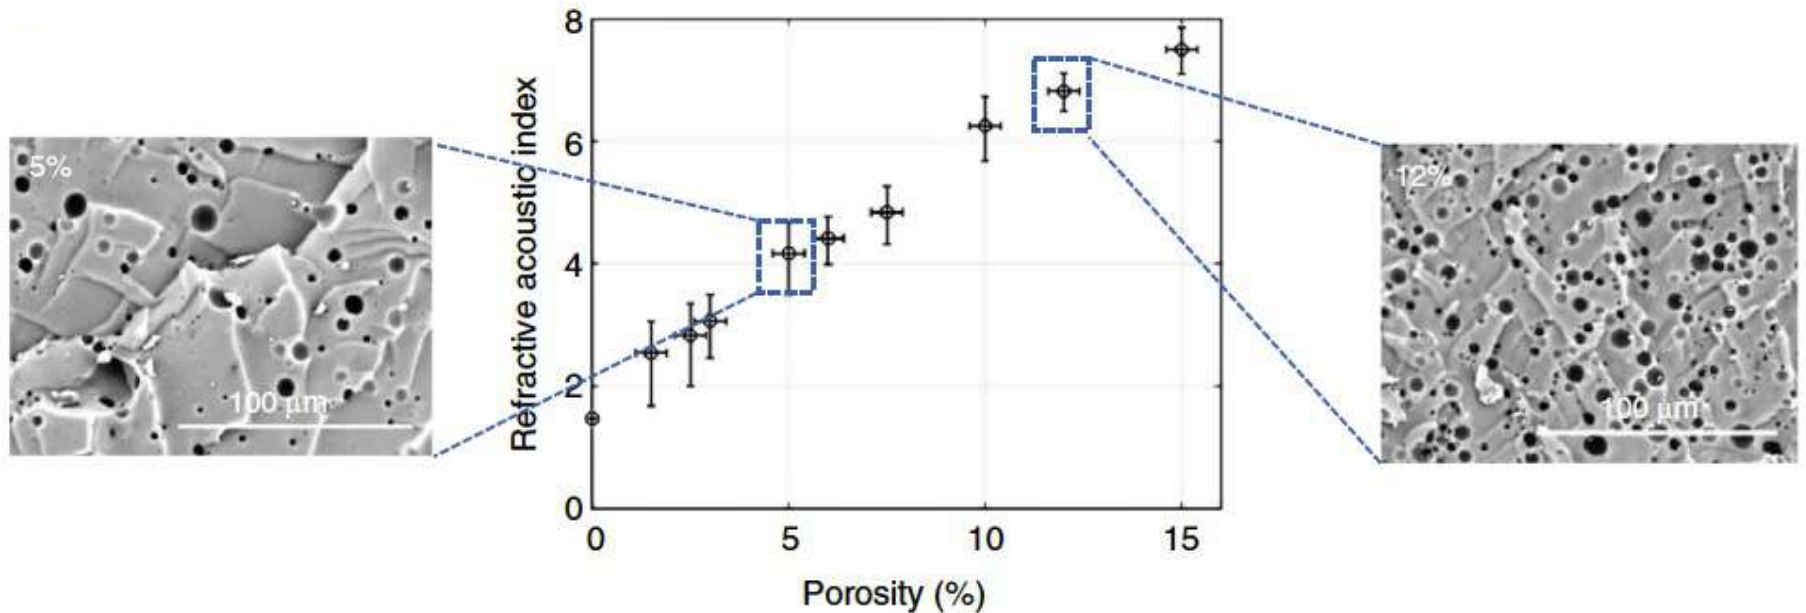 5%
100 μm
Refractive acoustic index
8
6
4
2
0
0 5 10 15
Porosity (%)
12%
100 μm